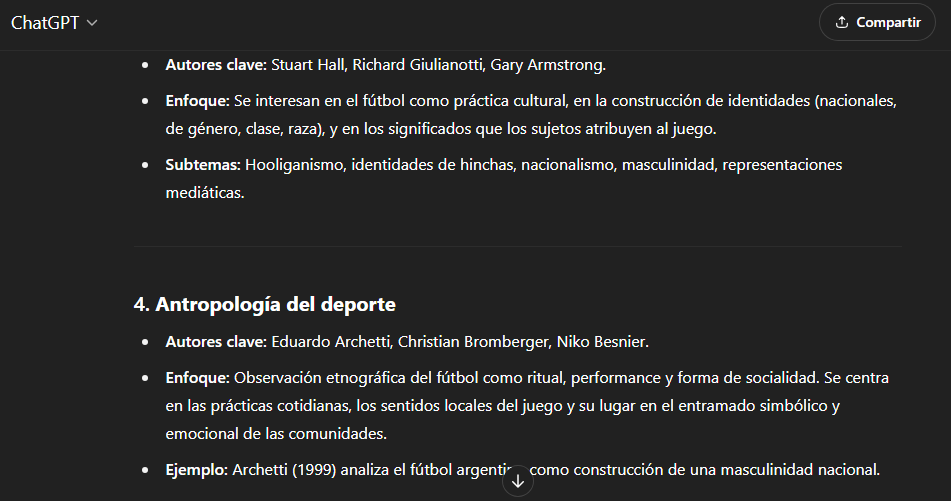 ChatGPT
Compartir
Autores clave: Stuart Hall, Richard Giulianotti, Gary Armstrong.
Enfoque: Se interesan en el fútbol como práctica cultural, en la construcción de identidades (nacionales,
de género, clase, raza), y en los significados que los sujetos atribuyen al juego.
Subtemas: Hooliganismo, identidades de hinchas, nacionalismo, masculinidad, representaciones
mediáticas.
4. Antropología del deporte
Autores clave: Eduardo Archetti, Christian Bromberger, Niko Besnier.
Enfoque: Observación etnográfica del fútbol como ritual, performance y forma de socialidad. Se centra
en las prácticas cotidianas, los sentidos locales del juego y su lugar en el entramado simbólico y
emocional de las comunidades.
Ejemplo: Archetti (1999) analiza el fútbol como construcción de una masculinidad nacional.